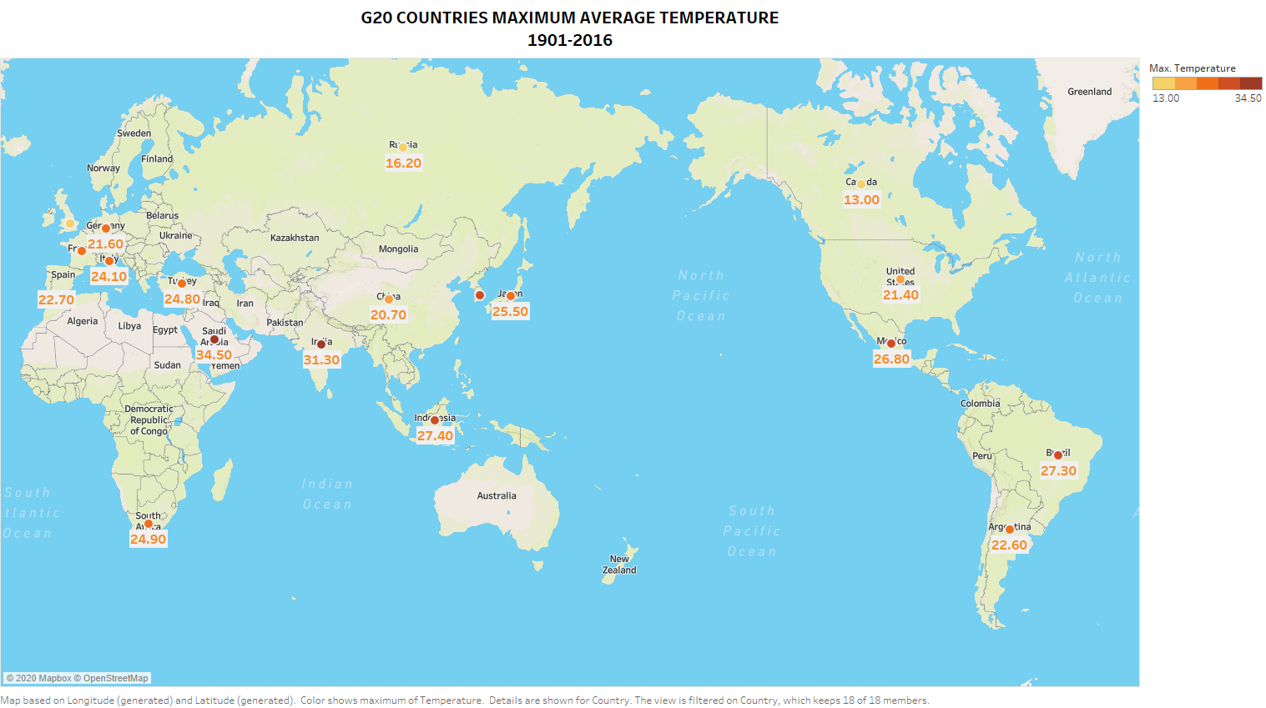 G20 COUNTRIES MAXIMUM AVERAGE TEMPERATURE
1901-2016
Max. Temperature
13.00 34.50
Greenland
Sweden
Finland
Norway
Russia
16.20
Canada
13.00
Belarus
Germany
Ukraine
21.60
Kazakhstan
Mongolia
Italy
24.10
Spain
22.70
Turkey
24.80
Iraq
Iran
China
20.70
Japan
25.50
North
Pacific
Ocean
United
States
21.40
North
Atlantic
Ocean
Algeria
Libya
Egypt
Saudi
Arabia
34.50
Pakistan
India
31.30
Mexico
26.80
Sudan
Yemen
Democratic
Republic
of Congo
Indonesia
27.40
Colombia
Peru
Brazil
27.30
South
Atlantic
Ocean
Indian
Ocean
Australia
South
Pacific
Ocean
South
Africa
24.90
Argentina
22.60
New
Zealand
© 2020 Mapbox © OpenStreetMap
Map based on Longitude (generated) and Latitude (generated). Color shows maximum of Temperature. Details are shown for Country. The view is filtered on Country, which keeps 18 of 18 members.